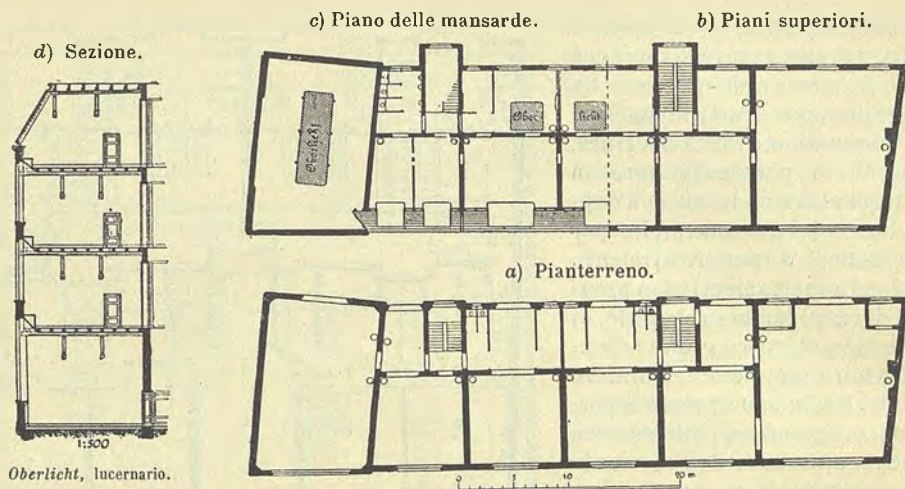 c) Piano delle mansarde.
b) Piani superiori.
d) Sezione.
Oberlicht
Ober
licht
a) Pianterreno.
1:500
0 5 10 20 m
Oberlicht, lucernario.